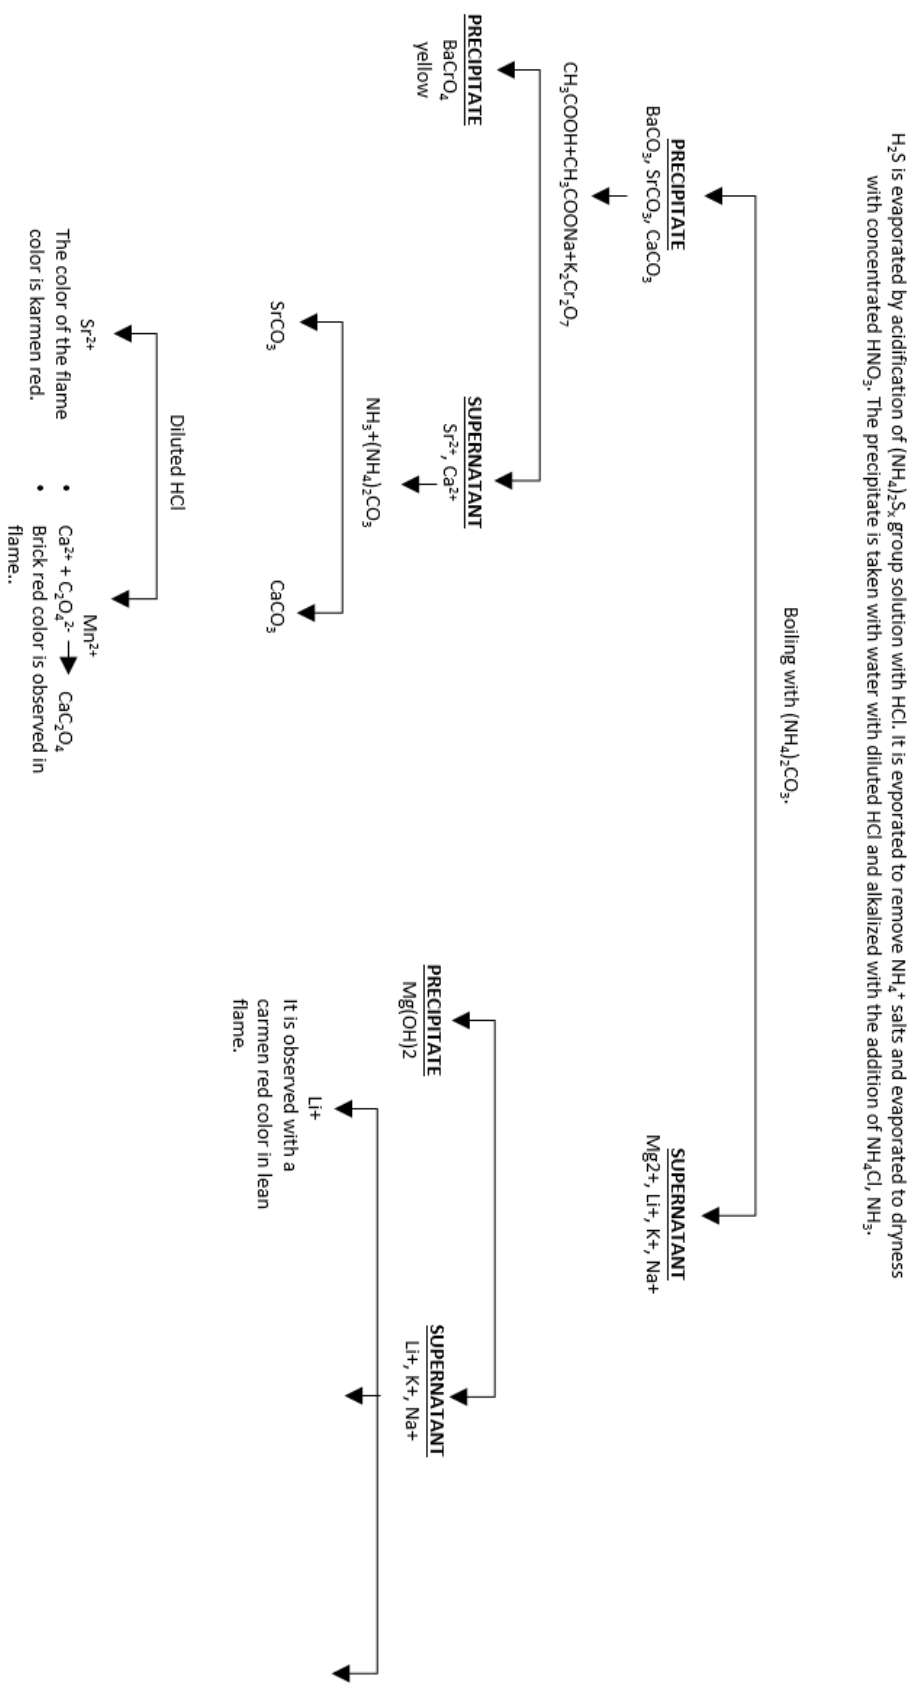 H₂S is evaporated by acidification of (NH₄)₂Sₓ group solution with HCl. It is evporated to remove NH₄⁺ salts and evaporated to dryness
with concentrated HNO₃. The precipitate is taken with water with diluted HCl and alkalized with the addition of NH₄Cl, NH₃.
Boiling with (NH₄)₂CO₃.
PRECIPITATE
BaCO₃, SrCO₃, CaCO₃
SUPERNATANT
Mg2+, Li+, K+, Na+
CH₃COOH+CH₃COONa+K₂Cr₂O₇
PRECIPITATE
BaCrO₄
yellow
SUPERNATANT
Sr²⁺, Ca²⁺
PRECIPITATE
Mg(OH)2
SUPERNATANT
Li+, K+, Na+
NH₃+(NH₄)₂CO₃
SrCO₃
CaCO₃
Li+
It is observed with a
carmen red color in lean
flame.
Diluted HCl
Sr²⁺
The color of the flame
color is karmen red.
Mn²⁺
• Ca²⁺ + C₂O₄²⁻ → CaC₂O₄
• Brick red color is observed in
flame..